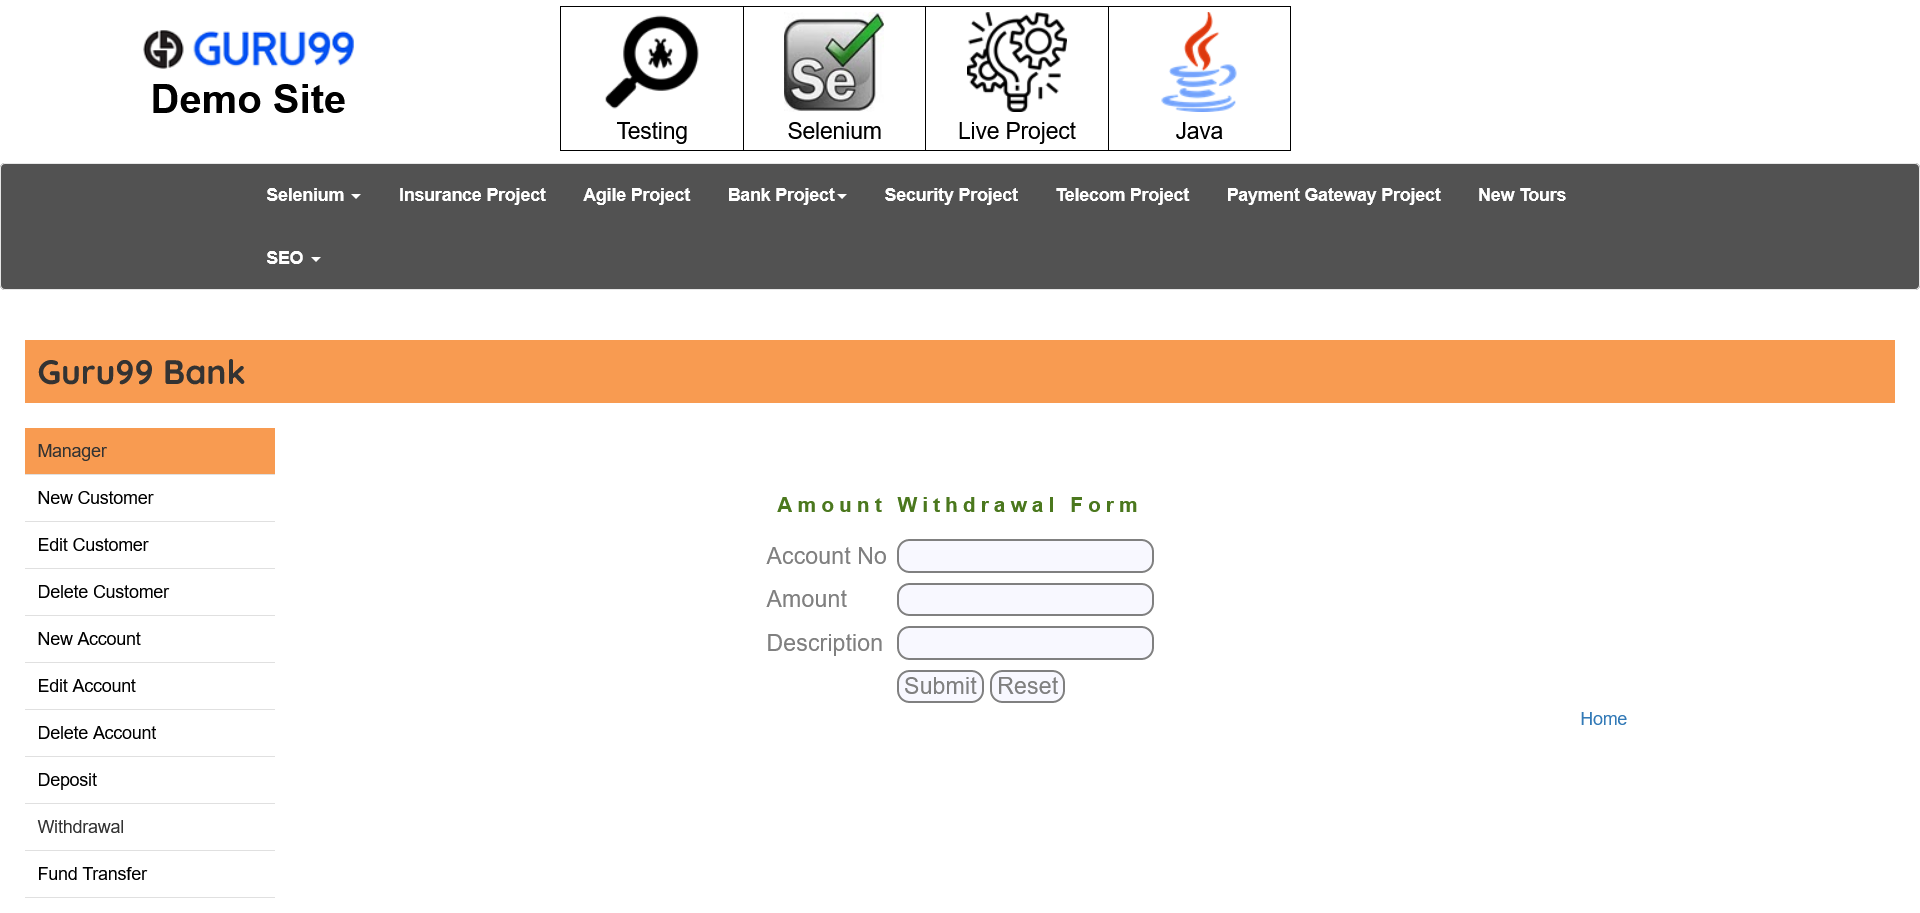 GURU99
Demo Site
Se
Testing
Selenium
Live Project
Java
Selenium
Insurance Project
Agile Project
Bank Project
Security Project
Telecom Project
Payment Gateway Project
New Tours
SEO
Guru99 Bank
Manager
New Customer
Edit Customer
Delete Customer
New Account
Edit Account
Delete Account
Deposit
Withdrawal
Fund Transfer
Amount Withdrawal Form
Account No
Amount
Description
Submit Reset
Home